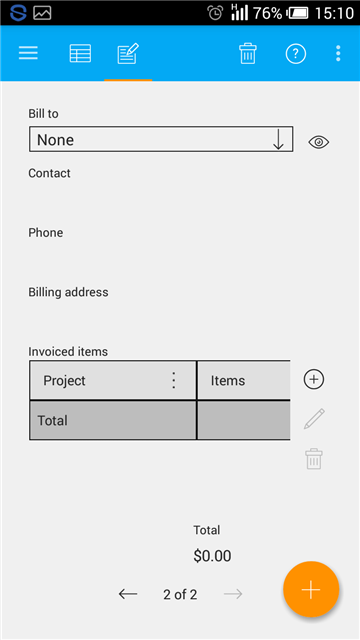 H 76% 15:10
?
Bill to
None
Contact
Phone
Billing address
Invoiced items
Project Items
Total
Total
$0.00
2 of 2